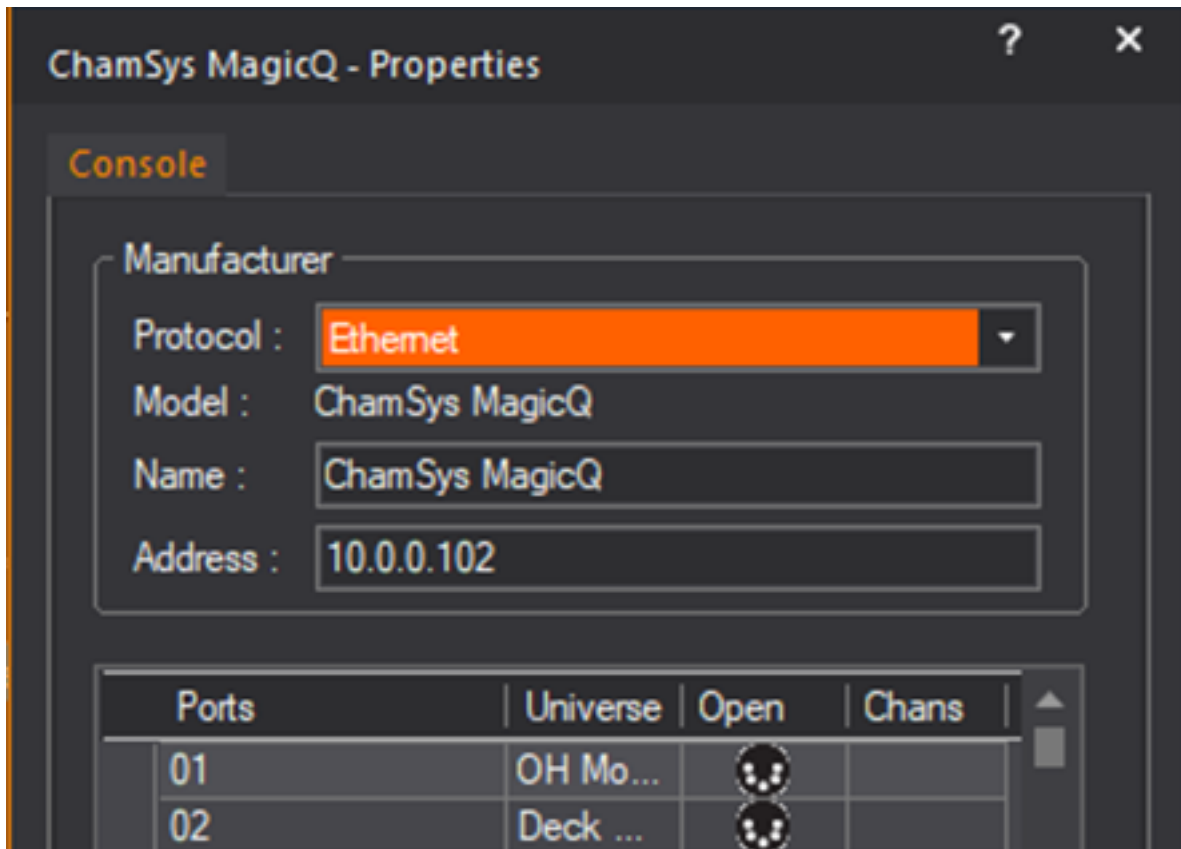 ChamSys MagicQ - Properties ? ×
Console
Manufacturer
Protocol : Ethernet
Model : ChamSys MagicQ
Name : ChamSys MagicQ
Address : 10.0.0.102
Ports Universe Open Chans
01 OH Mo...
02 Deck ...